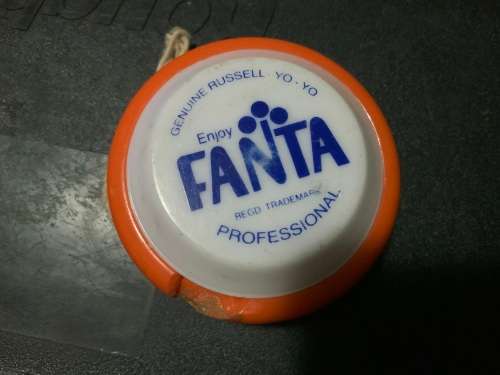 GENUINE RUSSELL · YO-YO
Enjoy
FANTA
REGD TRADEMARK
PROFESSIONAL